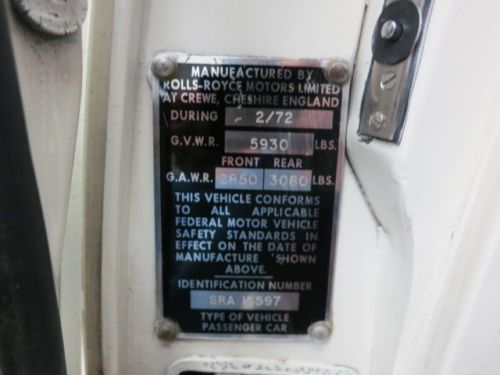 MANUFACTURED BY
ROLLS-ROYCE MOTORS LIMITED
AT CREWE, CHESHIRE ENGLAND
DURING 2/72
G.V.W.R. 5930 LBS.
FRONT REAR
G.A.W.R. 2850 3080 LBS.
THIS VEHICLE CONFORMS
TO ALL APPLICABLE
FEDERAL MOTOR VEHICLE
SAFETY STANDARDS IN
EFFECT ON THE DATE OF
MANUFACTURE SHOWN
ABOVE.
IDENTIFICATION NUMBER
SRA
TYPE OF VEHICLE
PASSENGER CAR